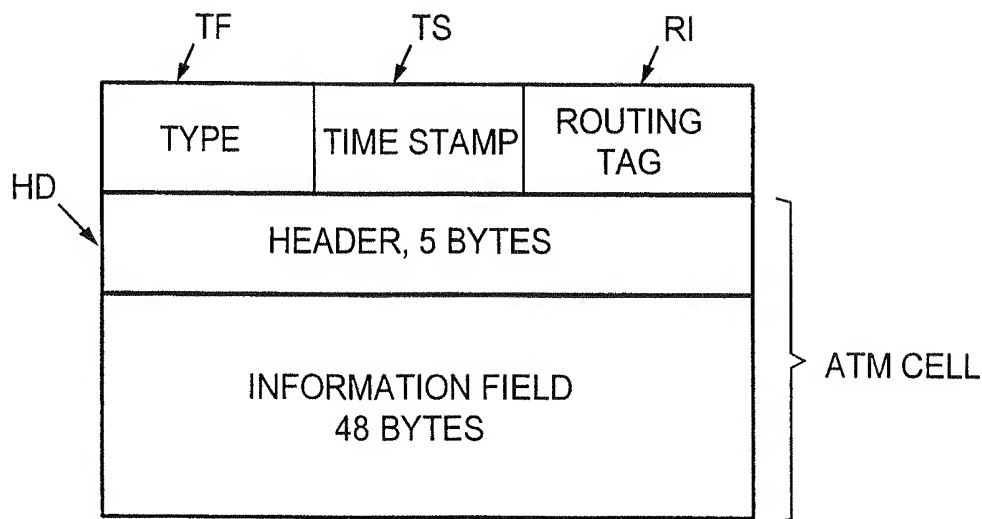 TF TS RI
TYPE TIME STAMP ROUTING TAG
HD
HEADER, 5 BYTES
INFORMATION FIELD
48 BYTES
ATM CELL